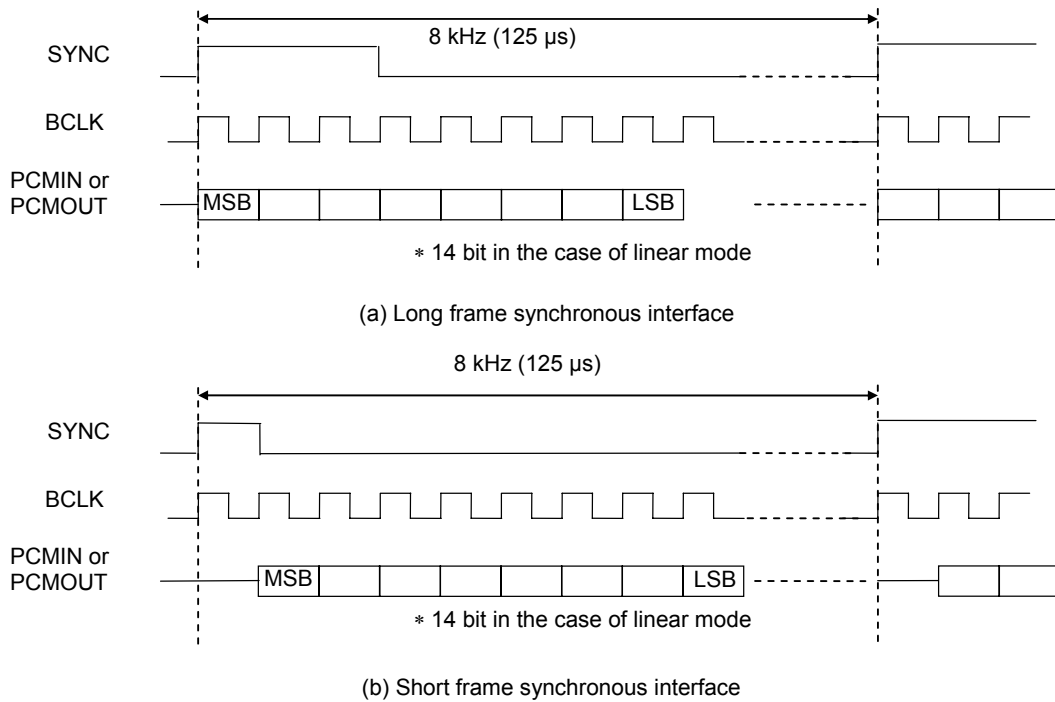 8 kHz (125 µs)
SYNC
BCLK
PCMIN or
PCMOUT
MSB
LSB
* 14 bit in the case of linear mode
(a) Long frame synchronous interface
8 kHz (125 µs)
SYNC
BCLK
PCMIN or
PCMOUT
MSB
LSB
* 14 bit in the case of linear mode
(b) Short frame synchronous interface